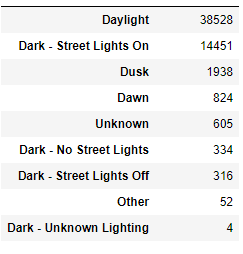 Daylight 38528
Dark - Street Lights On 14451
Dusk 1938
Dawn 824
Unknown 605
Dark - No Street Lights 334
Dark - Street Lights Off 316
Other 52
Dark - Unknown Lighting 4